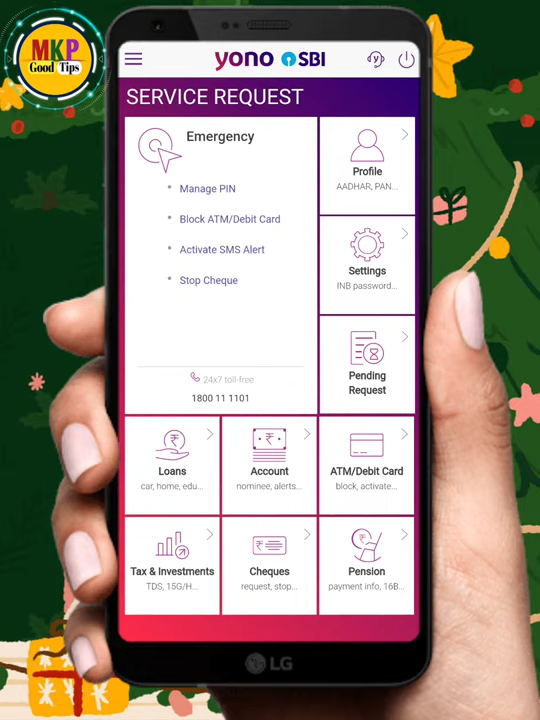 MKP
Good Tips
yono SBI
y
SERVICE REQUEST
Emergency
• Manage PIN
• Block ATM/Debit Card
• Activate SMS Alert
• Stop Cheque
24x7 toll-free
1800 11 1101
Profile
AADHAR, PAN...
Settings
INB password...
Pending
Request
Loans
car, home, edu...
Account
nominee, alerts...
ATM/Debit Card
block, activate...
Tax & Investments
TDS, 15G/H...
Cheques
request, stop...
Pension
payment info, 16B...
LG